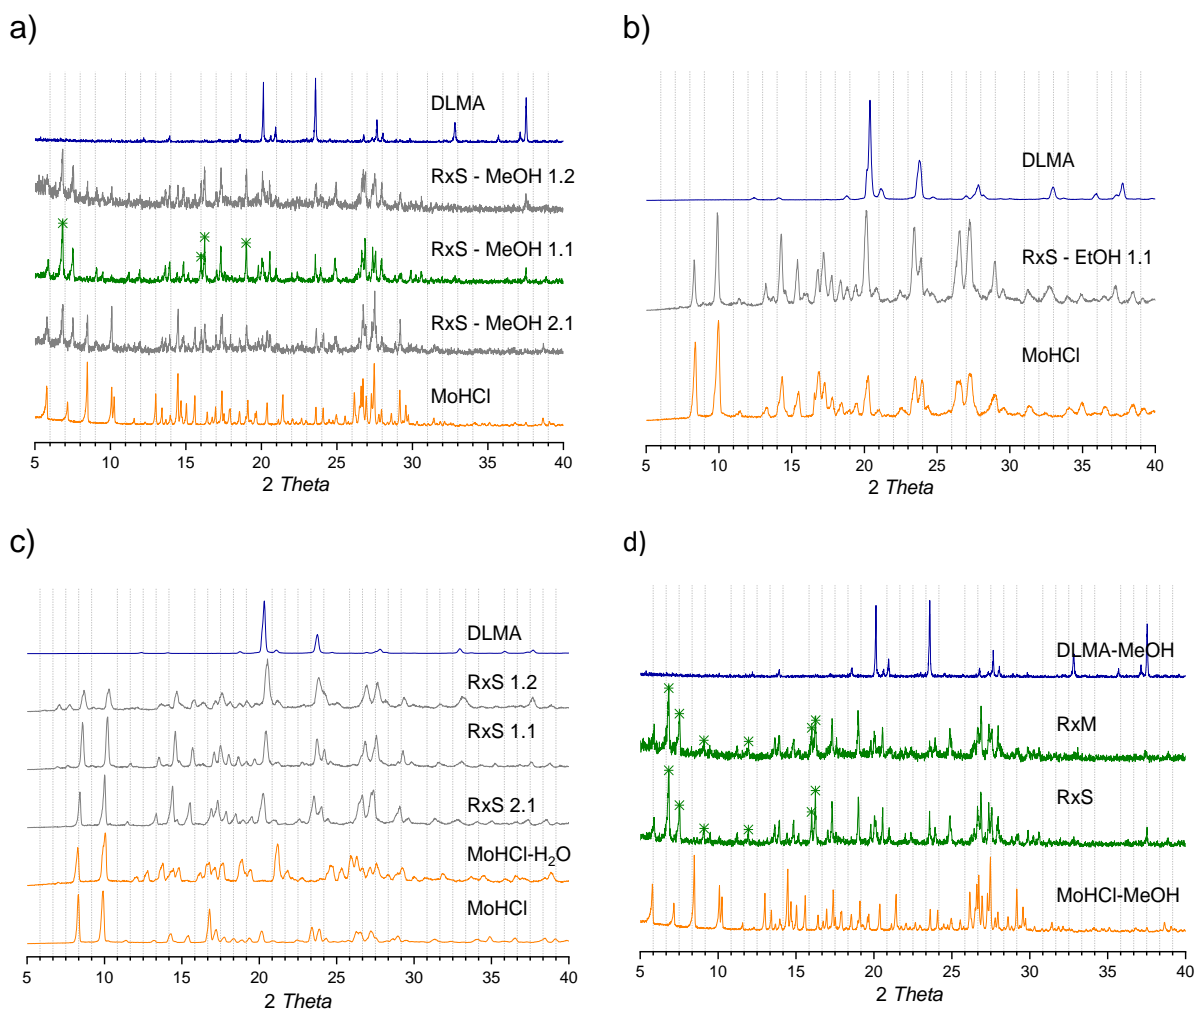 a)
DLMA
RxS - MeOH 1.2
RxS - MeOH 1.1
RxS - MeOH 2.1
MoHCl
5 10 15 20 25 30 35 40
2 Theta
b)
DLMA
RxS - EtOH 1.1
MoHCl
5 10 15 20 25 30 35 40
2 Theta
c)
DLMA
RxS 1.2
RxS 1.1
RxS 2.1
MoHCl-H₂O
MoHCl
5 10 15 20 25 30 35 40
2 Theta
d)
DLMA-MeOH
RxM
RxS
MoHCl-MeOH
5 10 15 20 25 30 35 40
2 Theta